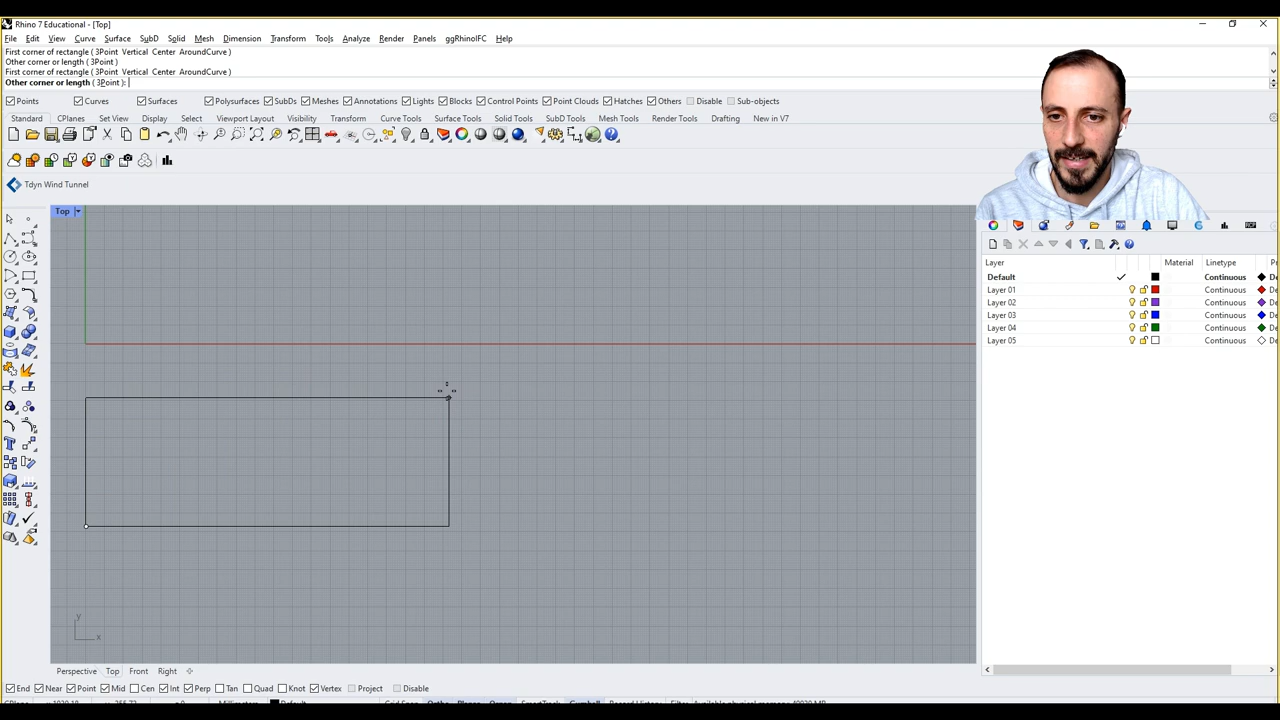 Rhino 7 Educational - [Top]
File Edit View Curve Surface SubD Solid Mesh Dimension Transform Tools Analyze Render Panels ggRhinoIFC Help
First corner of rectangle ( 3Point Vertical Center AroundCurve )
Other corner or length ( 3Point )
First corner of rectangle ( 3Point Vertical Center AroundCurve )
Other corner or length ( 3Point ):
Points Curves Surfaces Polysurfaces SubDs Meshes Annotations Lights Blocks Control Points Point Clouds Hatches Others Disable Sub-objects
Standard CPlanes Set View Display Select Viewport Layout Visibility Transform Curve Tools Surface Tools Solid Tools SubD Tools Mesh Tools Render Tools Drafting New in V7
Tdyn Wind Tunnel
Top
Layer Material Linetype
Default Continuous De
Layer 01 Continuous De
Layer 02 Continuous De
Layer 03 Continuous De
Layer 04 Continuous De
Layer 05 Continuous De
y
x
Perspective Top Front Right
End Near Point Mid Cen Int Perp Tan Quad Knot Vertex Project Disable